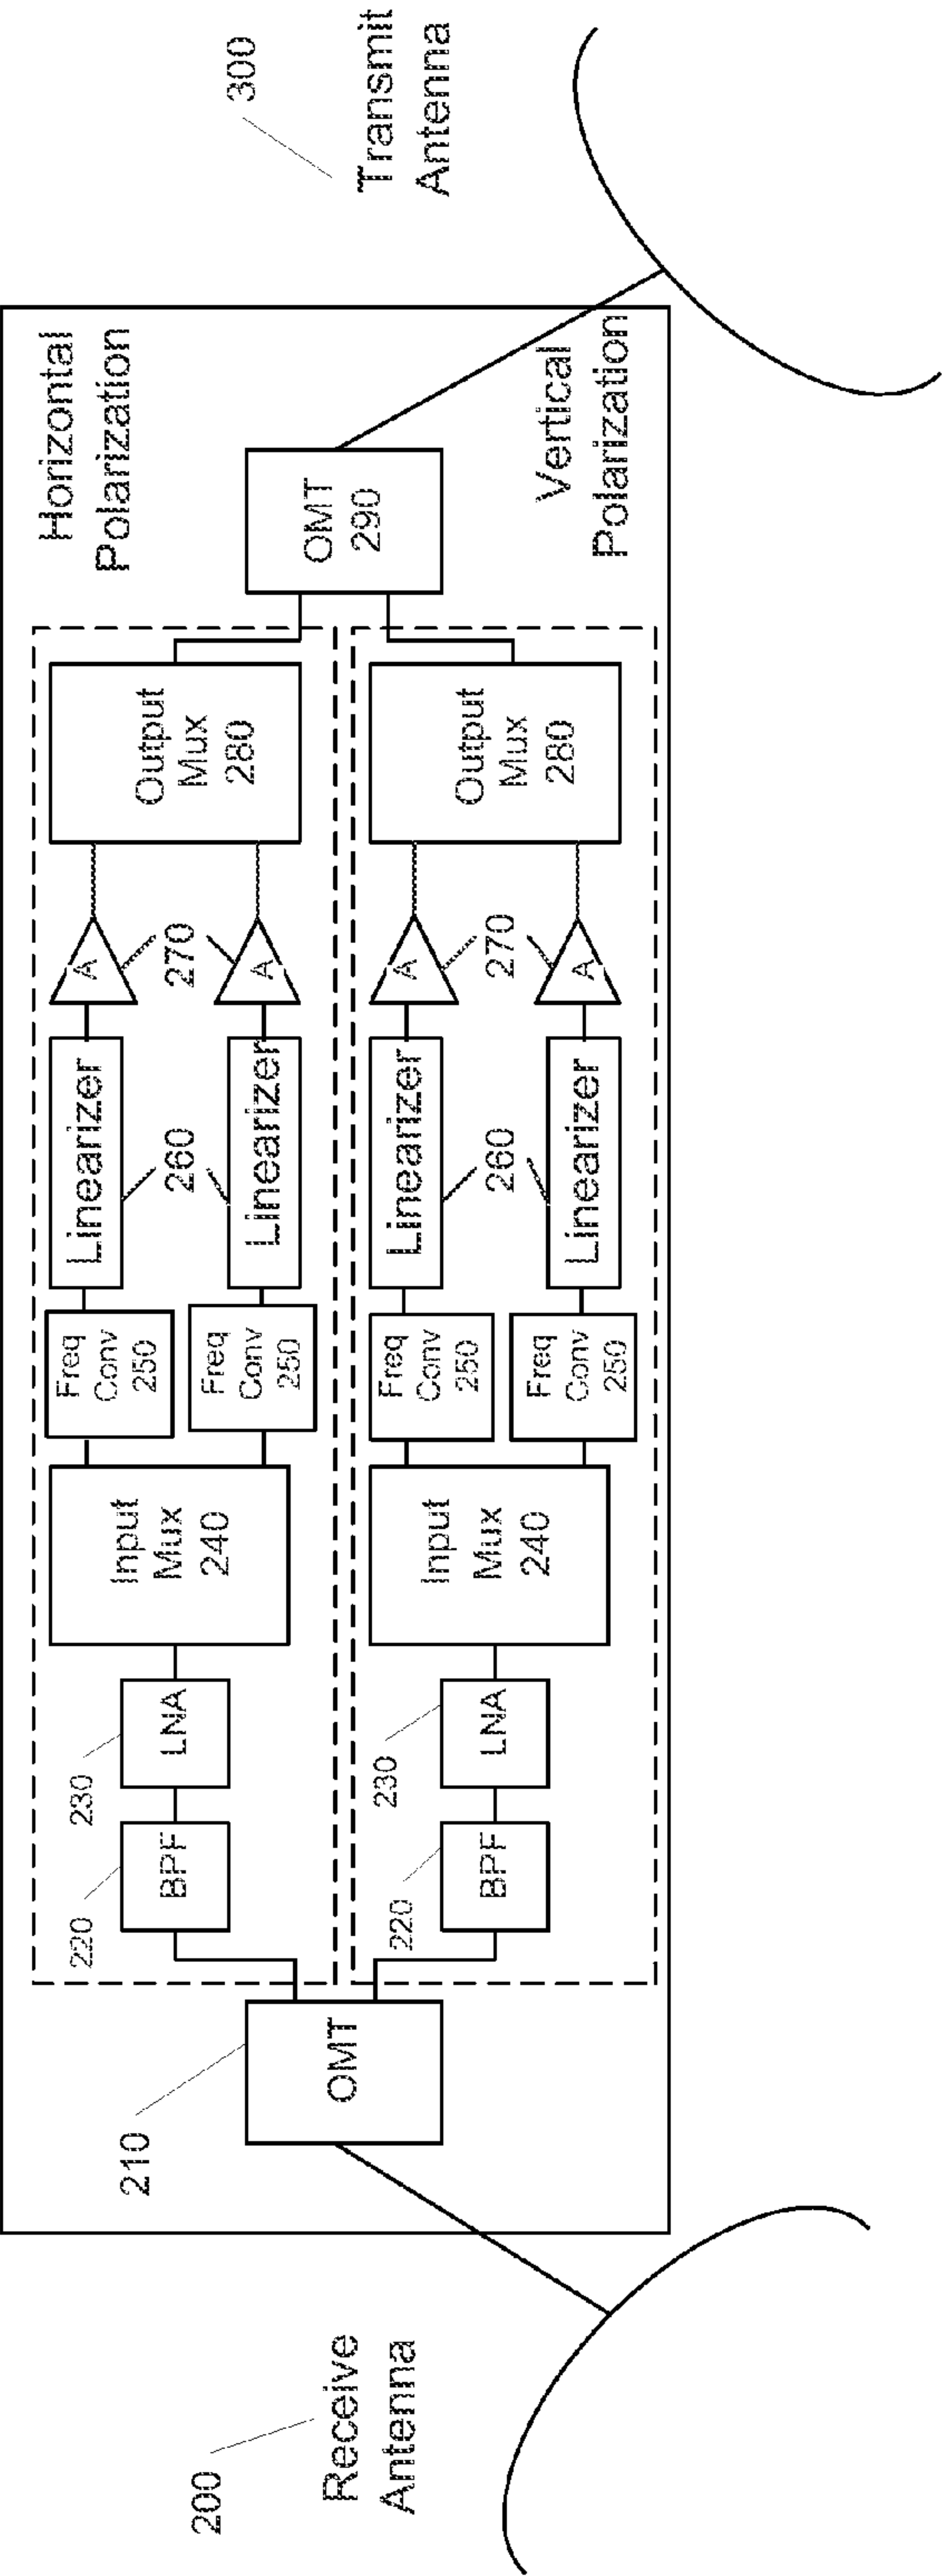 200
Receive
Antenna
210
OMT
220
BPF
230
LNA
Input
Mux
240
Freq
Conv
250
Freq
Conv
250
Linearizer
260
Linearizer
A
270
A
Output
Mux
280
Horizontal
Polarization
220
BPF
230
LNA
Input
Mux
240
Freq
Conv
250
Freq
Conv
250
Linearizer
260
Linearizer
A
270
A
Output
Mux
280
OMT
290
Vertical
Polarization
300
Transmit
Antenna